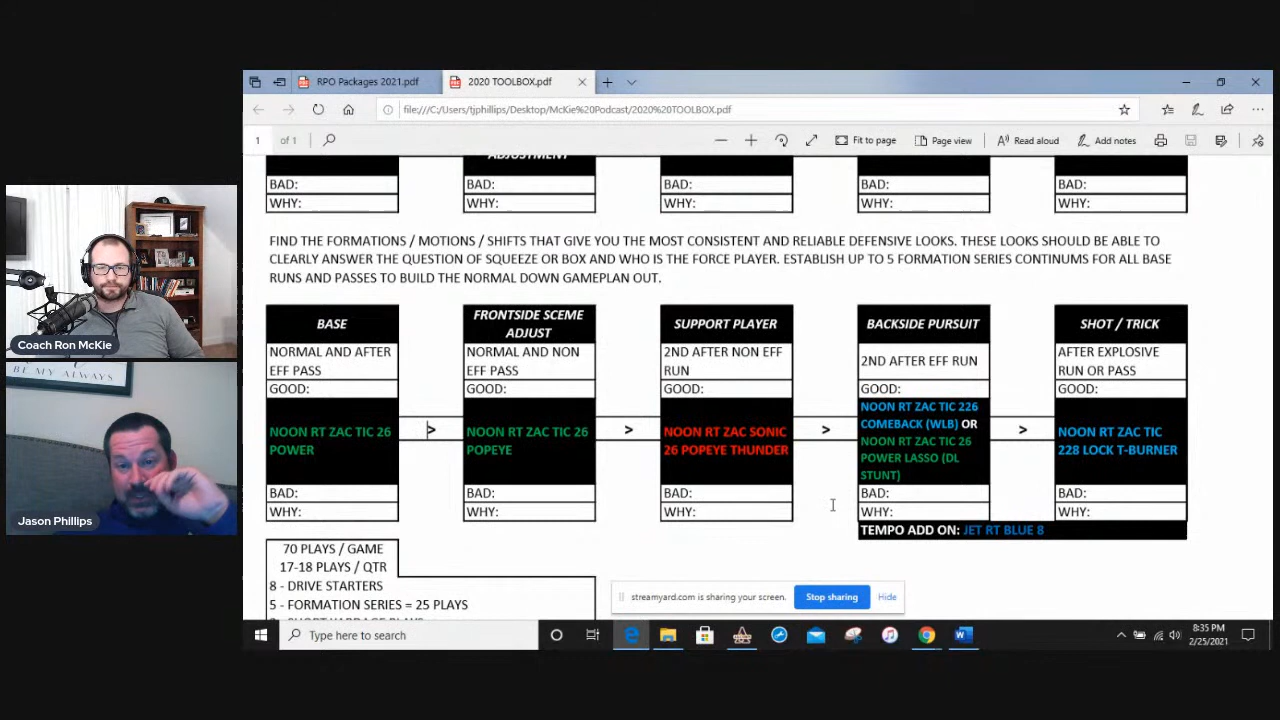 RPO Packages 2021.pdf
2020 TOOLBOX.pdf
file:///C:/Users/tjphillips/Desktop/McKie%20Podcast/2020%20TOOLBOX.pdf
1 of 1
Fit to page
Page view
Read aloud
Add notes
ADJUSTMENT
BAD: BAD: BAD: BAD: BAD:
WHY: WHY: WHY: WHY: WHY:
FIND THE FORMATIONS / MOTIONS / SHIFTS THAT GIVE YOU THE MOST CONSISTENT AND RELIABLE DEFENSIVE LOOKS. THESE LOOKS SHOULD BE ABLE TO
CLEARLY ANSWER THE QUESTION OF SQUEEZE OR BOX AND WHO IS THE FORCE PLAYER. ESTABLISH UP TO 5 FORMATION SERIES CONTINUMS FOR ALL BASE
RUNS AND PASSES TO BUILD THE NORMAL DOWN GAMEPLAN OUT.
BASE
NORMAL AND AFTER
EFF PASS
GOOD:
NOON RT ZAC TIC 26
POWER
BAD:
WHY:
>
FRONTSIDE SCEME
ADJUST
NORMAL AND NON
EFF PASS
GOOD:
NOON RT ZAC TIC 26
POPEYE
BAD:
WHY:
>
SUPPORT PLAYER
2ND AFTER NON EFF
RUN
GOOD:
NOON RT ZAC SONIC
26 POPEYE THUNDER
BAD:
WHY:
>
BACKSIDE PURSUIT
2ND AFTER EFF RUN
GOOD:
NOON RT ZAC TIC 226
COMEBACK (WLB) OR
NOON RT ZAC TIC 26
POWER LASSO (DL
STUNT)
BAD:
WHY:
>
SHOT / TRICK
AFTER EXPLOSIVE
RUN OR PASS
GOOD:
NOON RT ZAC TIC
228 LOCK T-BURNER
BAD:
WHY:
TEMPO ADD ON: JET RT BLUE 8
70 PLAYS / GAME
17-18 PLAYS / QTR
8 - DRIVE STARTERS
5 - FORMATION SERIES = 25 PLAYS
streamyard.com is sharing your screen.
Stop sharing
Hide
Type here to search
8:35 PM
2/25/2021
BE MY ALWAYS
Coach Ron McKie
Jason Phillips